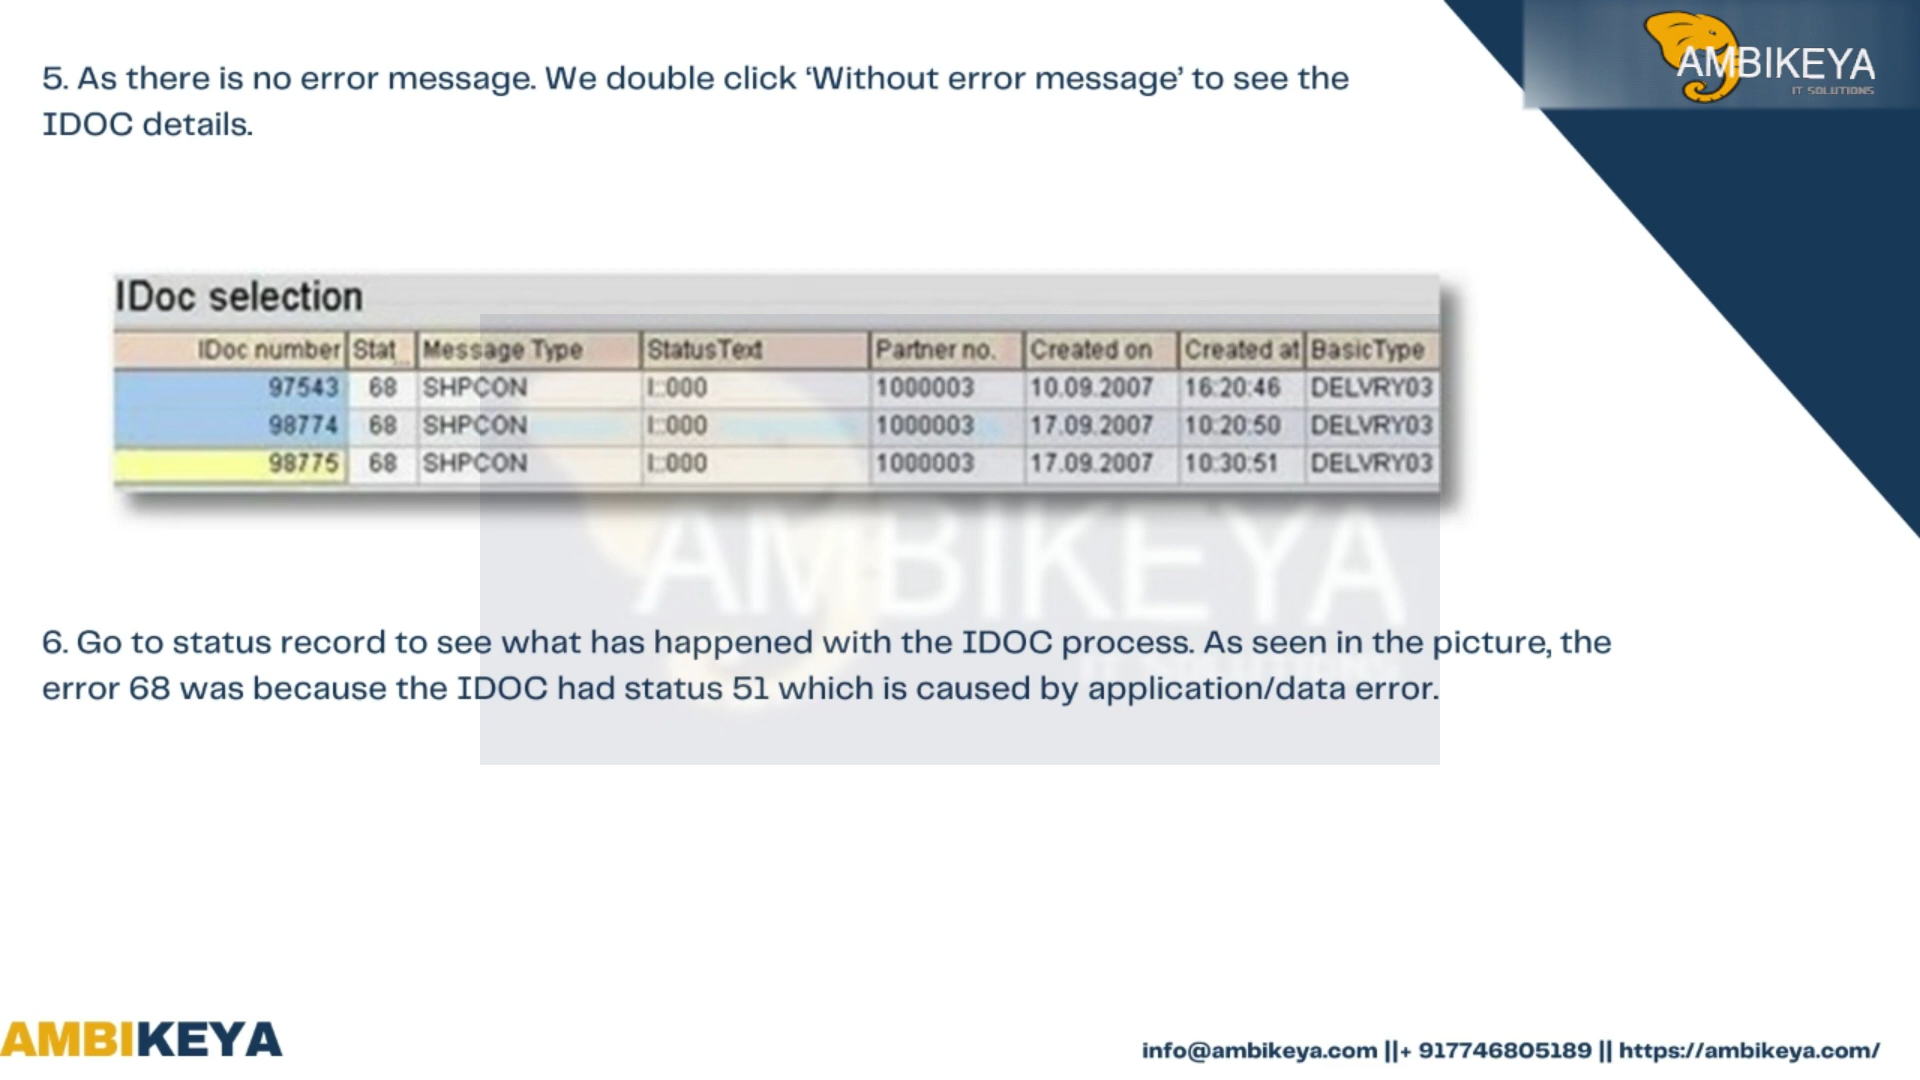 AMBIKEYA
IT SOLUTIONS
5. As there is no error message. We double click ‘Without error message’ to see the
IDOC details.
IDoc selection
IDoc number Stat Message Type StatusText Partner no. Created on Created at BasicType
97543 68 SHPCON I::000 1000003 10.09.2007 16:20:46 DELVRY03
98774 68 SHPCON I::000 1000003 17.09.2007 10:20:50 DELVRY03
98775 68 SHPCON I::000 1000003 17.09.2007 10:30:51 DELVRY03
AMBIKEYA
IT SOLUTIONS
6. Go to status record to see what has happened with the IDOC process. As seen in the picture, the
error 68 was because the IDOC had status 51 which is caused by application/data error.
AMBIKEYA
info@ambikeya.com ||+ 917746805189 || https://ambikeya.com/